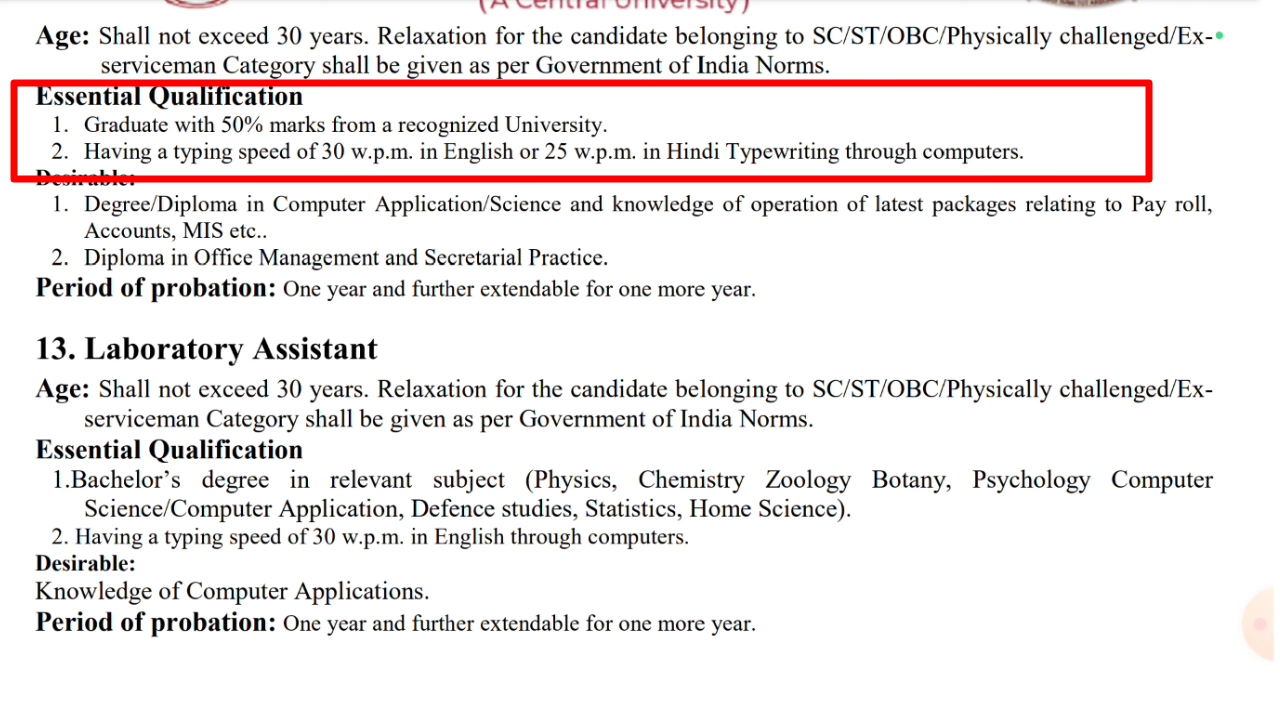 (A Central University)
Age: Shall not exceed 30 years. Relaxation for the candidate belonging to SC/ST/OBC/Physically challenged/Ex-
serviceman Category shall be given as per Government of India Norms.
Essential Qualification
1. Graduate with 50% marks from a recognized University.
2. Having a typing speed of 30 w.p.m. in English or 25 w.p.m. in Hindi Typewriting through computers.
Desirable:
1. Degree/Diploma in Computer Application/Science and knowledge of operation of latest packages relating to Pay roll,
Accounts, MIS etc..
2. Diploma in Office Management and Secretarial Practice.
Period of probation: One year and further extendable for one more year.
13. Laboratory Assistant
Age: Shall not exceed 30 years. Relaxation for the candidate belonging to SC/ST/OBC/Physically challenged/Ex-
serviceman Category shall be given as per Government of India Norms.
Essential Qualification
1.Bachelor’s degree in relevant subject (Physics, Chemistry Zoology Botany, Psychology Computer
Science/Computer Application, Defence studies, Statistics, Home Science).
2. Having a typing speed of 30 w.p.m. in English through computers.
Desirable:
Knowledge of Computer Applications.
Period of probation: One year and further extendable for one more year.